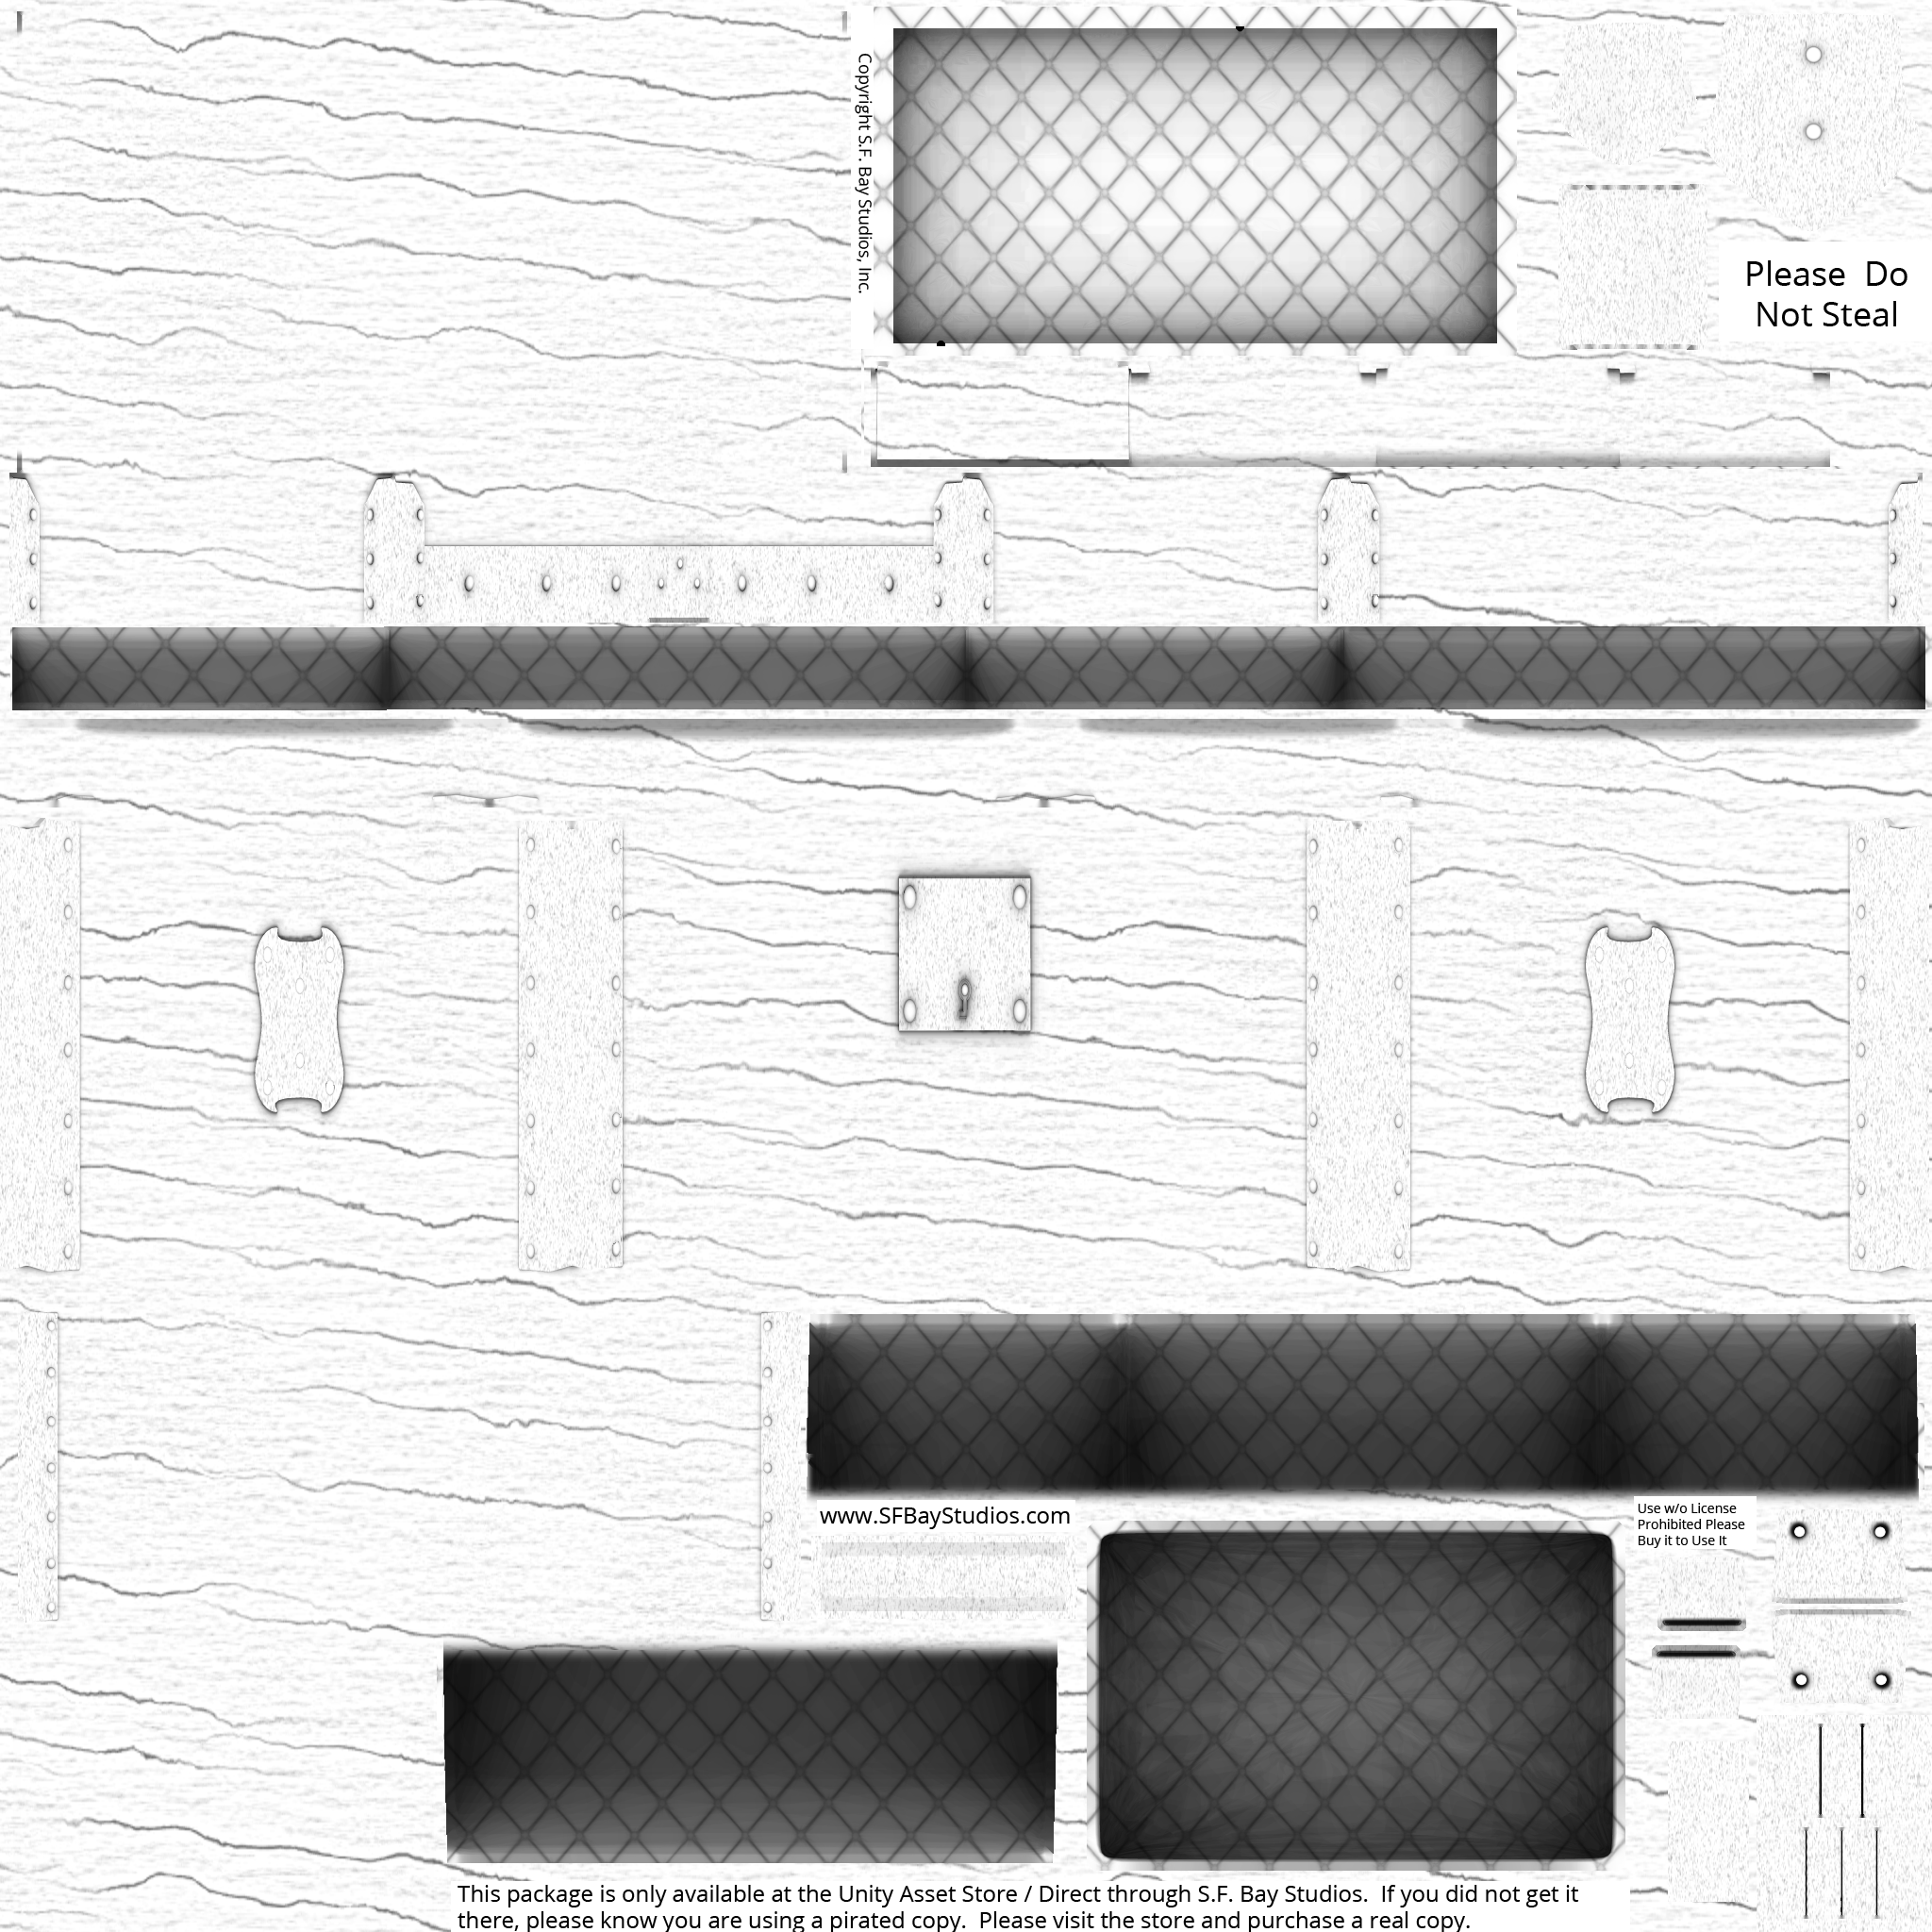 Copyright S.F. Bay Studios, Inc.
Please Do
Not Steal
www.SFBayStudios.com
Use w/o License
Prohibited Please
Buy it to Use It
This package is only available at the Unity Asset Store / Direct through S.F. Bay Studios. If you did not get it
there, please know you are using a pirated copy. Please visit the store and purchase a real copy.